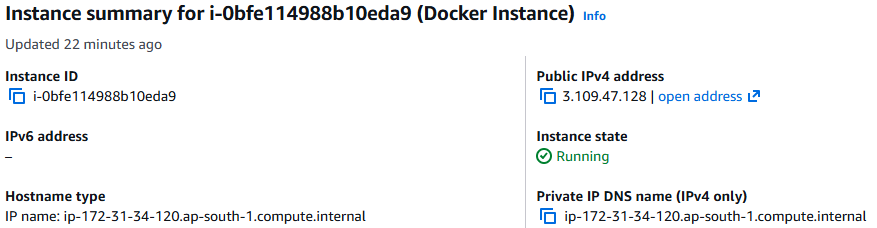 Instance summary for i-0bfe114988b10eda9 (Docker Instance) Info
Updated 22 minutes ago
Instance ID
i-0bfe114988b10eda9
Public IPv4 address
3.109.47.128 | open address
IPv6 address
–
Instance state
Running
Hostname type
IP name: ip-172-31-34-120.ap-south-1.compute.internal
Private IP DNS name (IPv4 only)
ip-172-31-34-120.ap-south-1.compute.internal